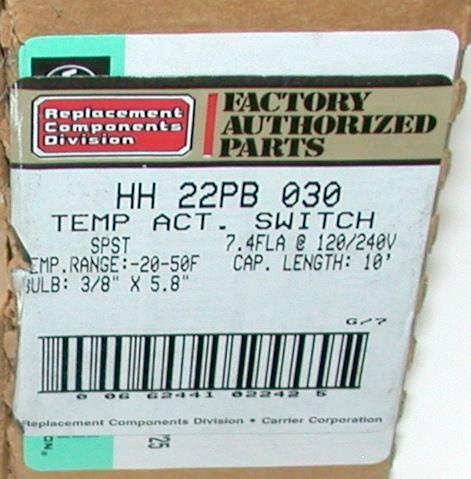 Replacement
Components
Division
FACTORY
AUTHORIZED
PARTS
HH 22PB 030
TEMP ACT. SWITCH
SPST 7.4FLA @ 120/240V
EMP.RANGE:-20-50F CAP. LENGTH: 10'
BULB: 3/8" X 5.8"
G/7
0 06 62441 02242 5
Replacement Components Division • Carrier Corporation